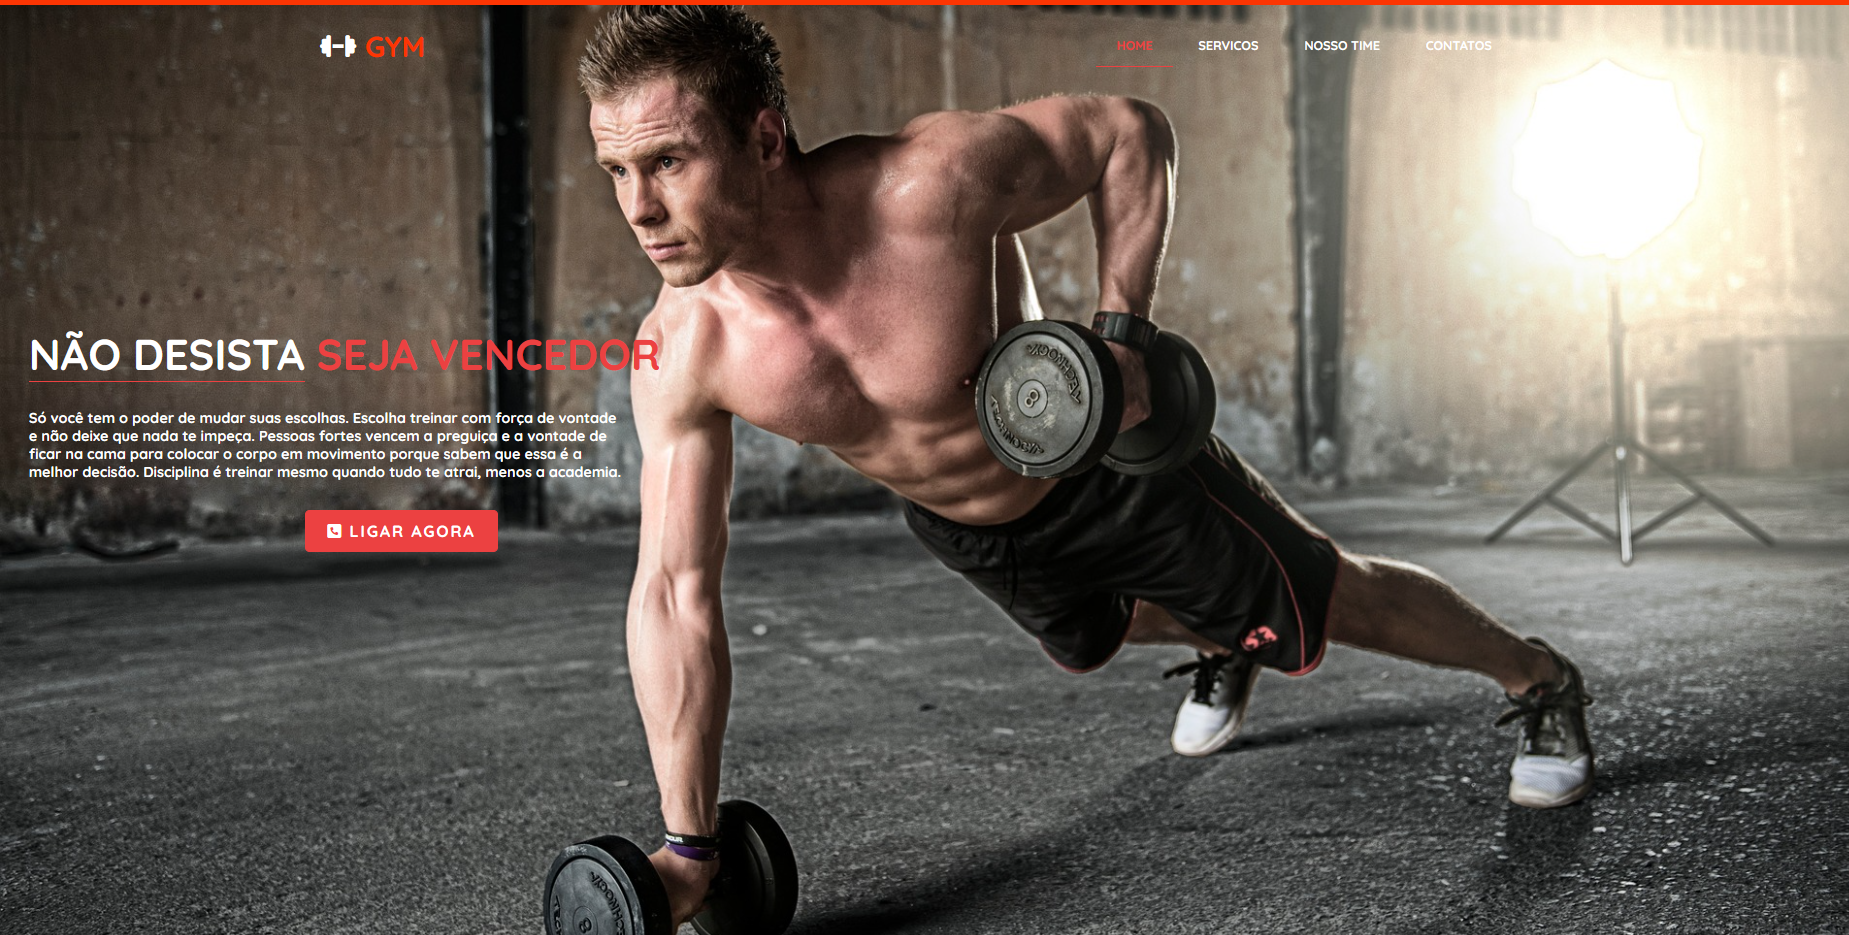 GYM
HOME SERVICOS NOSSO TIME CONTATOS
NÃO DESISTA SEJA VENCEDOR
Só você tem o poder de mudar suas escolhas. Escolha treinar com força de vontade
e não deixe que nada te impeça. Pessoas fortes vencem a preguiça e a vontade de
ficar na cama para colocar o corpo em movimento porque sabem que essa é a
melhor decisão. Disciplina é treinar mesmo quando tudo te atrai, menos a academia.
LIGAR AGORA
8
8